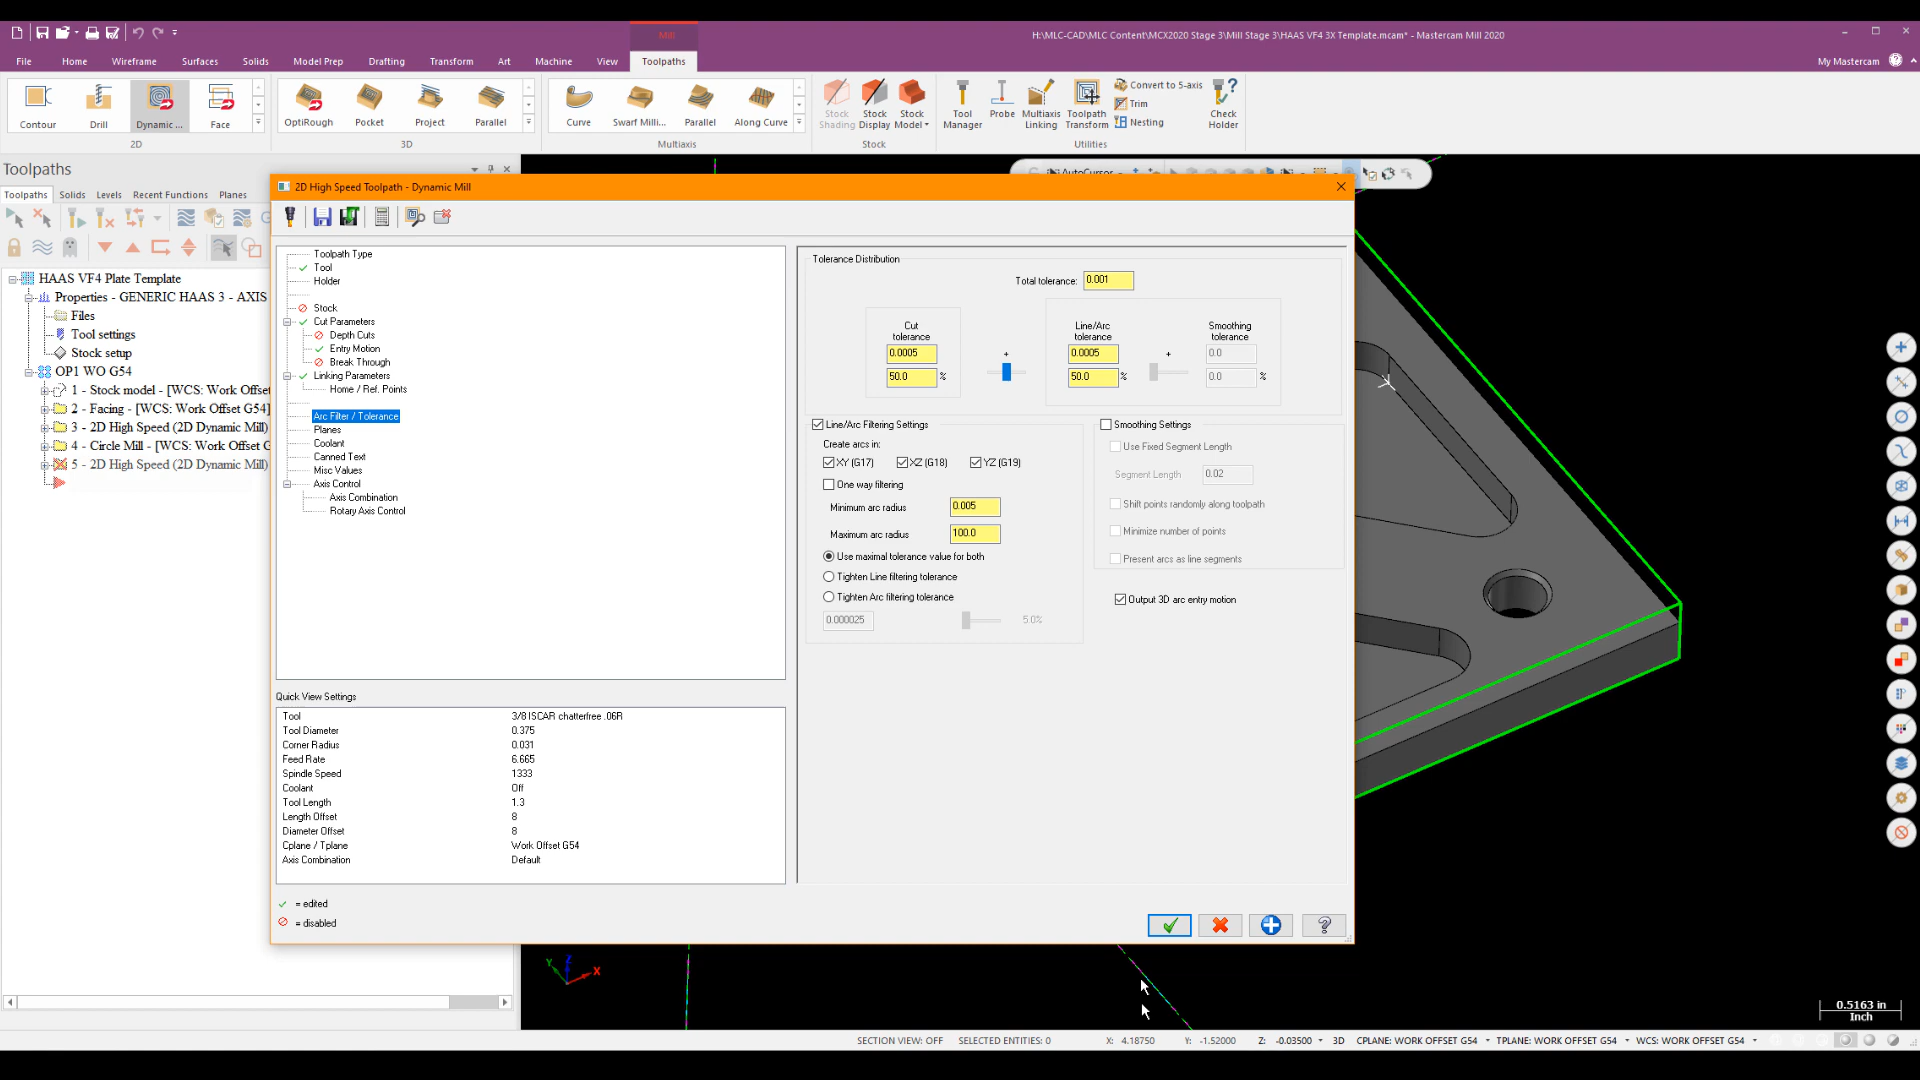 Mill
H:\MLC-CAD\MLC Content\MCX2020 Stage 3\Mill Stage 3\HAAS VF4 3X Template.mcam* - Mastercam Mill 2020
File Home Wireframe Surfaces Solids Model Prep Drafting Transform Art Machine View Toolpaths My Mastercam
Contour Drill Dynamic ... Face
2D
OptiRough Pocket Project Parallel
3D
Curve Swarf Milli... Parallel Along Curve
Multiaxis
Stock Shading Stock Display Stock Model
Stock
Tool Manager Probe Multiaxis Linking Toolpath Transform
Convert to 5-axis
Trim
Nesting
Check Holder
Utilities
Toolpaths
Toolpaths Solids Levels Recent Functions Planes
HAAS VF4 Plate Template
Properties - GENERIC HAAS 3 - AXIS
Files
Tool settings
Stock setup
OP1 WO G54
1 - Stock model - [WCS: Work Offset
2 - Facing - [WCS: Work Offset G54]
3 - 2D High Speed (2D Dynamic Mill)
4 - Circle Mill - [WCS: Work Offset G
5 - 2D High Speed (2D Dynamic Mill)
AutoCursor
2D High Speed Toolpath - Dynamic Mill
Toolpath Type
Tool
Holder
Stock
Cut Parameters
Depth Cuts
Entry Motion
Break Through
Linking Parameters
Home / Ref. Points
Arc Filter / Tolerance
Planes
Coolant
Canned Text
Misc Values
Axis Control
Axis Combination
Rotary Axis Control
Quick View Settings
Tool 3/8 ISCAR chatterfree .06R
Tool Diameter 0.375
Corner Radius 0.031
Feed Rate 6.665
Spindle Speed 1333
Coolant Off
Tool Length 1.3
Length Offset 8
Diameter Offset 8
Cplane / Tplane Work Offset G54
Axis Combination Default
= edited
= disabled
Tolerance Distribution
Total tolerance: 0.001
Cut tolerance
0.0005
50.0 %
+
Line/Arc tolerance
0.0005
50.0 %
+
Smoothing tolerance
0.0
0.0 %
Line/Arc Filtering Settings
Create arcs in:
XY (G17) XZ (G18) YZ (G19)
One way filtering
Minimum arc radius 0.005
Maximum arc radius 100.0
Use maximal tolerance value for both
Tighten Line filtering tolerance
Tighten Arc filtering tolerance
0.000025 5.0%
Smoothing Settings
Use Fixed Segment Length
Segment Length 0.02
Shift points randomly along toolpath
Minimize number of points
Present arcs as line segments
Output 3D arc entry motion
Y Z X
0.5163 in
Inch
SECTION VIEW: OFF SELECTED ENTITIES: 0 X: 4.18750 Y: -1.52000 Z: -0.03500 3D CPLANE: WORK OFFSET G54 TPLANE: WORK OFFSET G54 WCS: WORK OFFSET G54